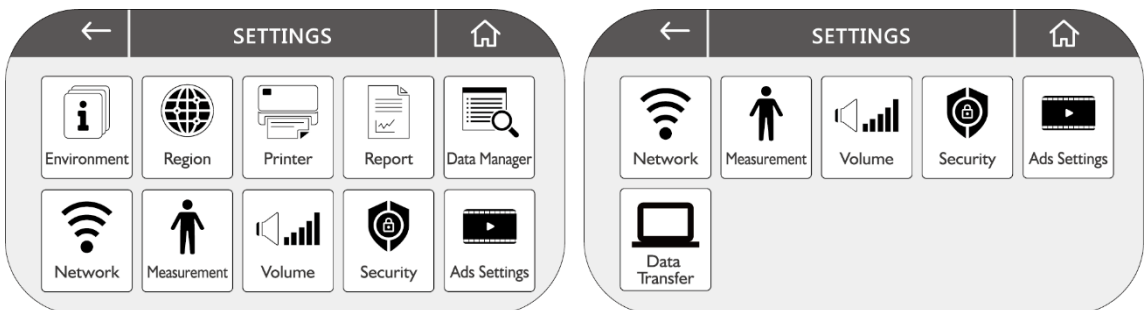 SETTINGS
Environment
Region
Printer
Report
Data Manager
Network
Measurement
Volume
Security
Ads Settings
SETTINGS
Network
Measurement
Volume
Security
Ads Settings
Data
Transfer